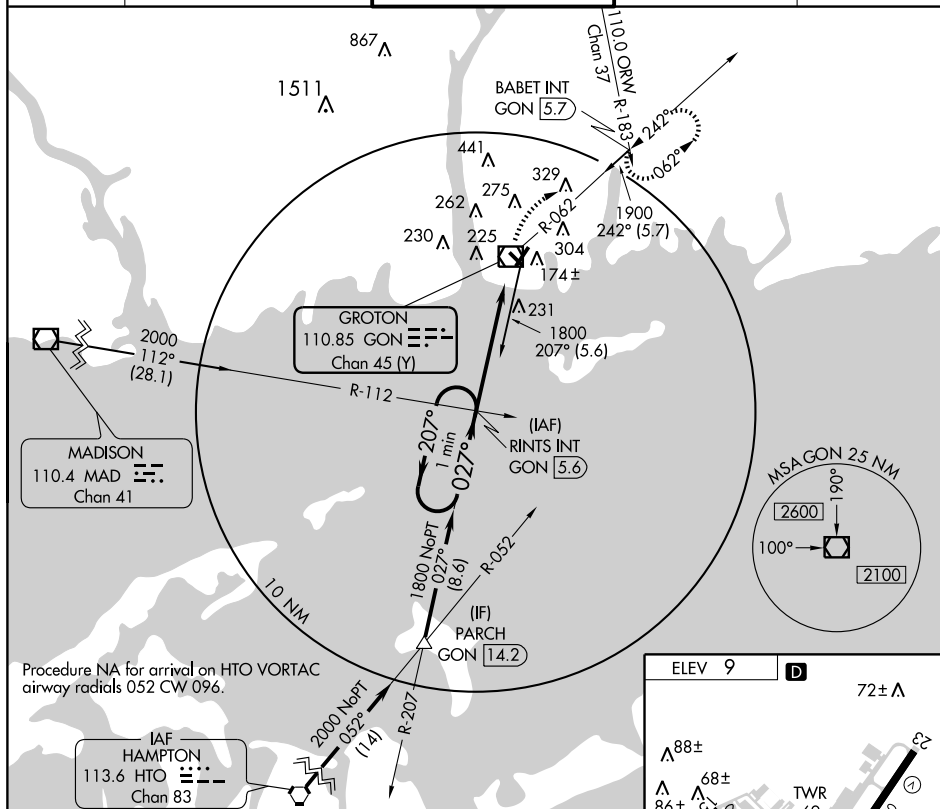 867
1511
110.0 ORW
Chan 37
R-183
BABET INT
GON 5.7
242°
062°
441
329
275
262
R-062
1900
242° (5.7)
230
225
304
174±
GROTON
110.85 GON
Chan 45 (Y)
231
1800
207° (5.6)
2000
112°
(28.1)
R-112
MADISON
110.4 MAD
Chan 41
207°
1 min
027°
(IAF)
RINTS INT
GON 5.6
MSA GON 25 NM
190°
2600
100°
2100
1800 NoPT
027°
(8.6)
R-052
10 NM
(IF)
PARCH
GON 14.2
Procedure NA for arrival on HTO VORTAC
airway radials 052 CW 096.
2000 NoPT
052°
(14)
R-207
IAF
HAMPTON
113.6 HTO
Chan 83
ELEV 9
D
72±
23
88±
68±
TWR